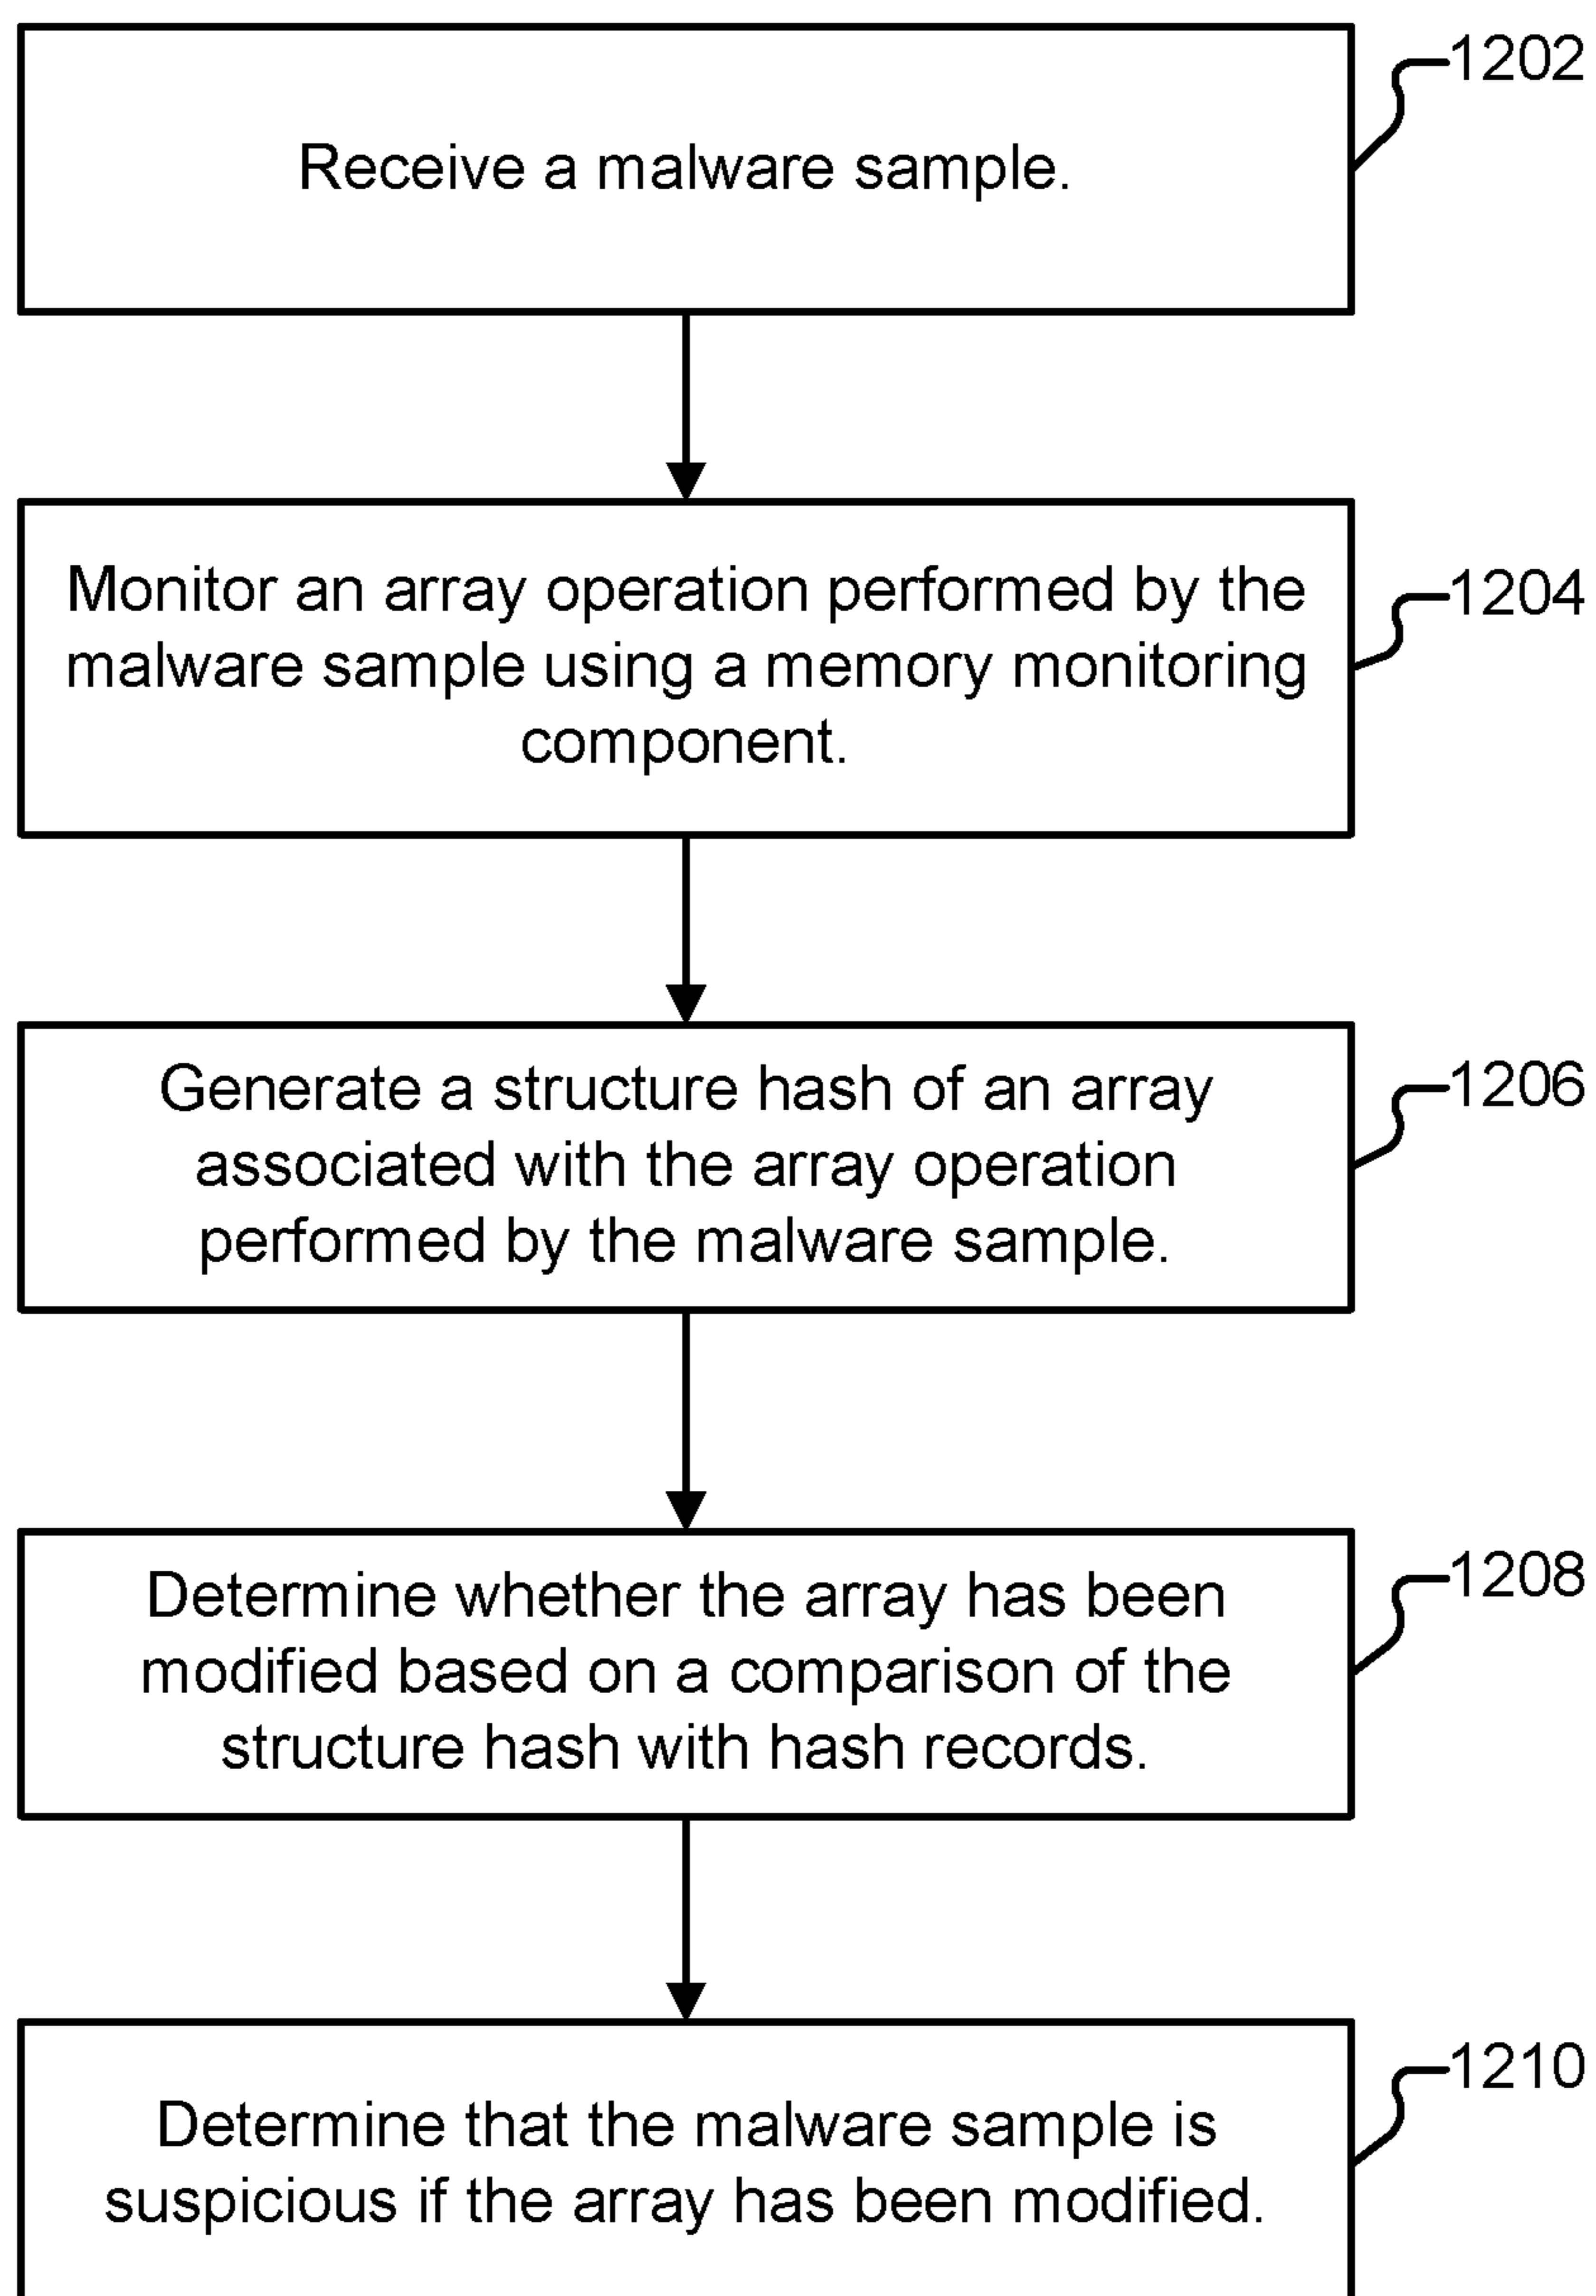 Receive a malware sample.
1202
Monitor an array operation performed by the
malware sample using a memory monitoring
component.
1204
Generate a structure hash of an array
associated with the array operation
performed by the malware sample.
1206
Determine whether the array has been
modified based on a comparison of the
structure hash with hash records.
1208
Determine that the malware sample is
suspicious if the array has been modified.
1210